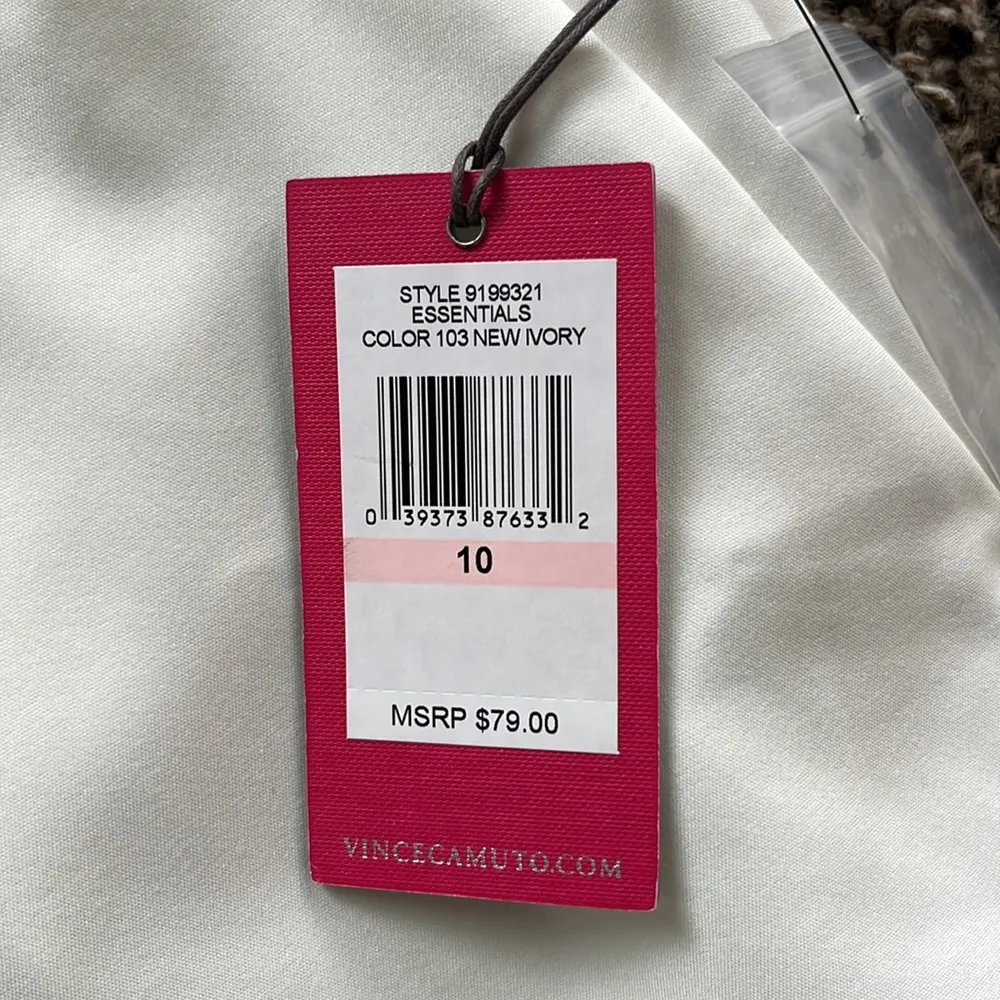 STYLE 9199321
ESSENTIALS
COLOR 103 NEW IVORY
0 39373 87633 2
10
MSRP $79.00
VINCECAMUTO.COM